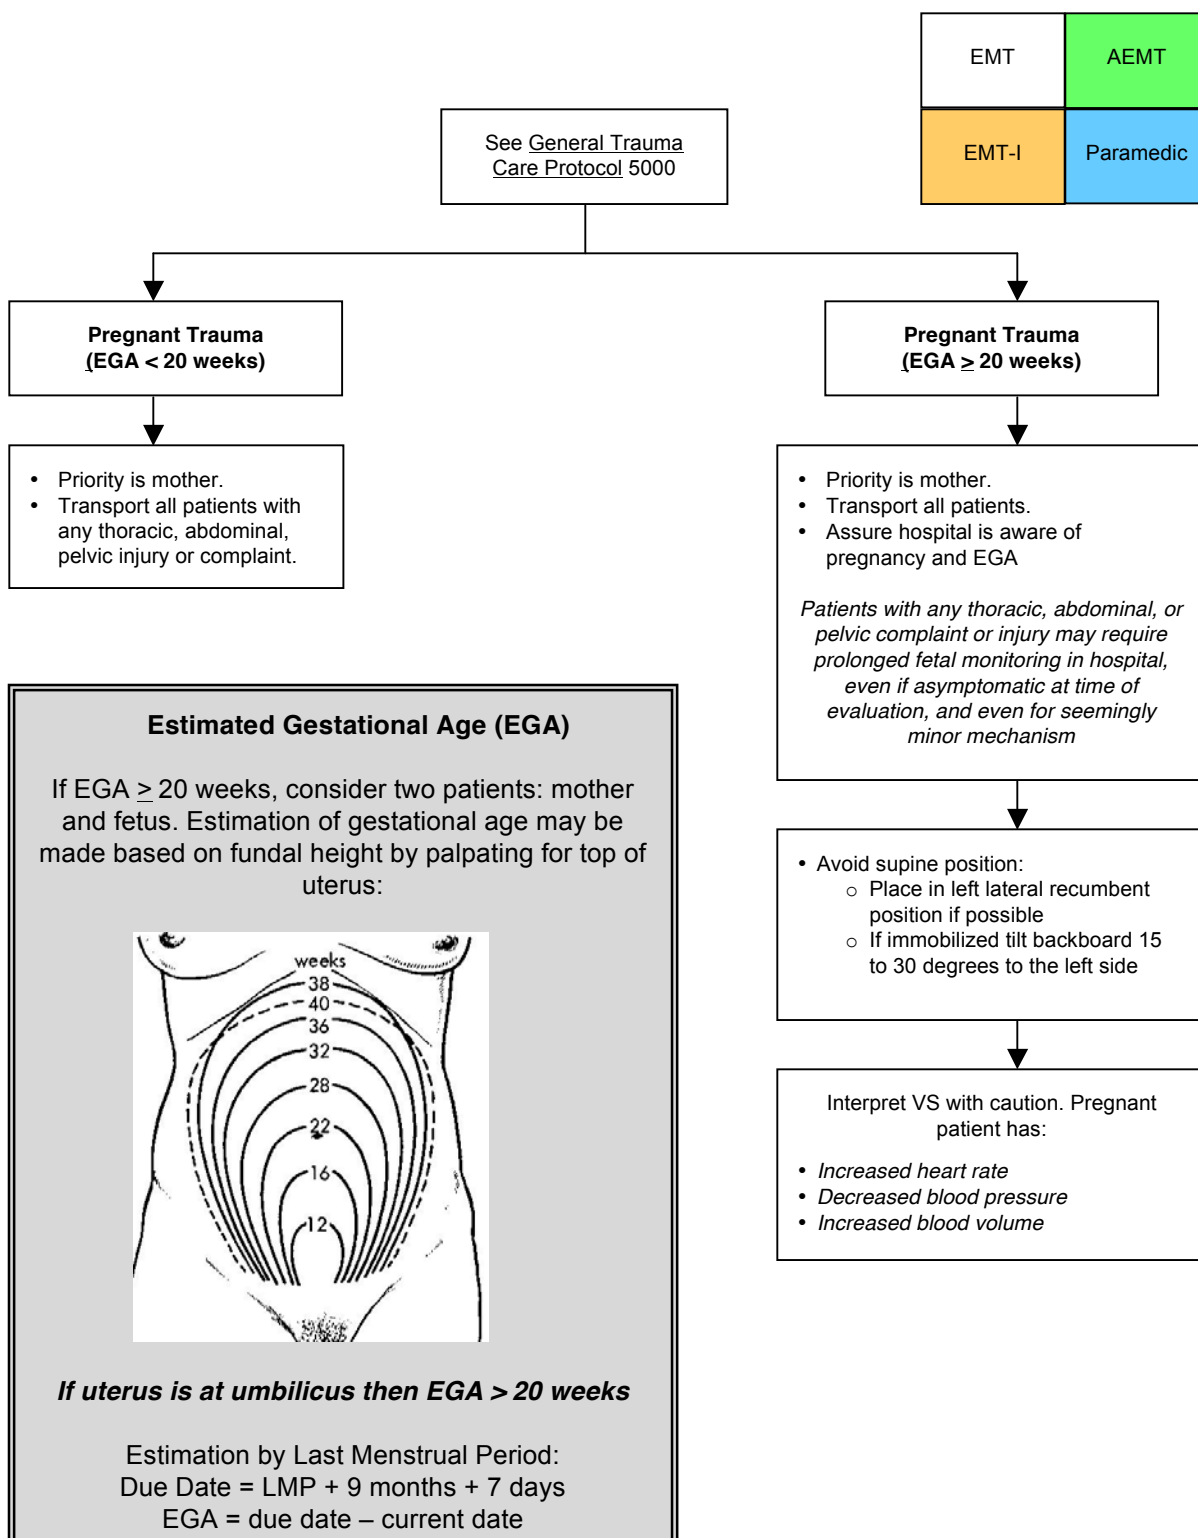 EMT
AEMT
EMT-I
Paramedic
See General Trauma
Care Protocol 5000
Pregnant Trauma
(EGA < 20 weeks)
• Priority is mother.
• Transport all patients with
any thoracic, abdominal,
pelvic injury or complaint.
Pregnant Trauma
(EGA ≥ 20 weeks)
• Priority is mother.
• Transport all patients.
• Assure hospital is aware of
pregnancy and EGA
Patients with any thoracic, abdominal, or
pelvic complaint or injury may require
prolonged fetal monitoring in hospital,
even if asymptomatic at time of
evaluation, and even for seemingly
minor mechanism
• Avoid supine position:
o Place in left lateral recumbent
position if possible
o If immobilized tilt backboard 15
to 30 degrees to the left side
Interpret VS with caution. Pregnant
patient has:
• Increased heart rate
• Decreased blood pressure
• Increased blood volume
Estimated Gestational Age (EGA)
If EGA ≥ 20 weeks, consider two patients: mother
and fetus. Estimation of gestational age may be
made based on fundal height by palpating for top of
uterus:
weeks
38
40
36
32
28
22
16
12
If uterus is at umbilicus then EGA > 20 weeks
Estimation by Last Menstrual Period:
Due Date = LMP + 9 months + 7 days
EGA = due date – current date